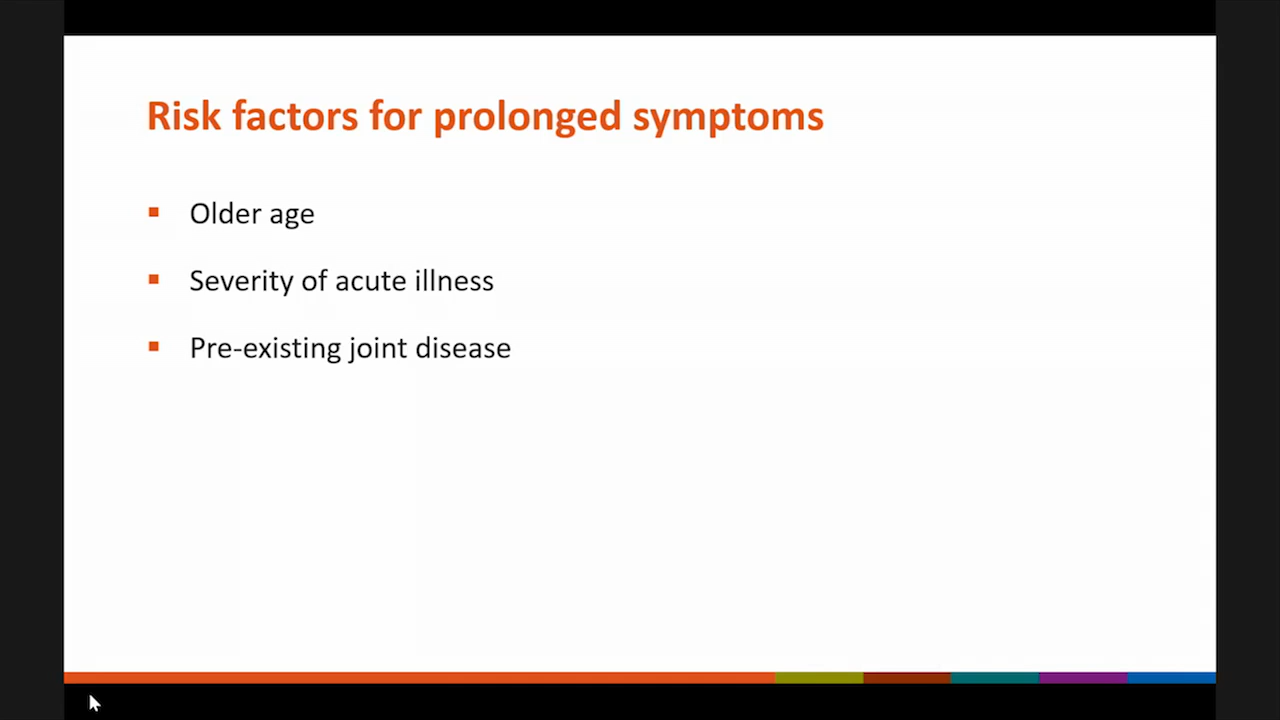 Risk factors for prolonged symptoms
Older age
Severity of acute illness
Pre-existing joint disease